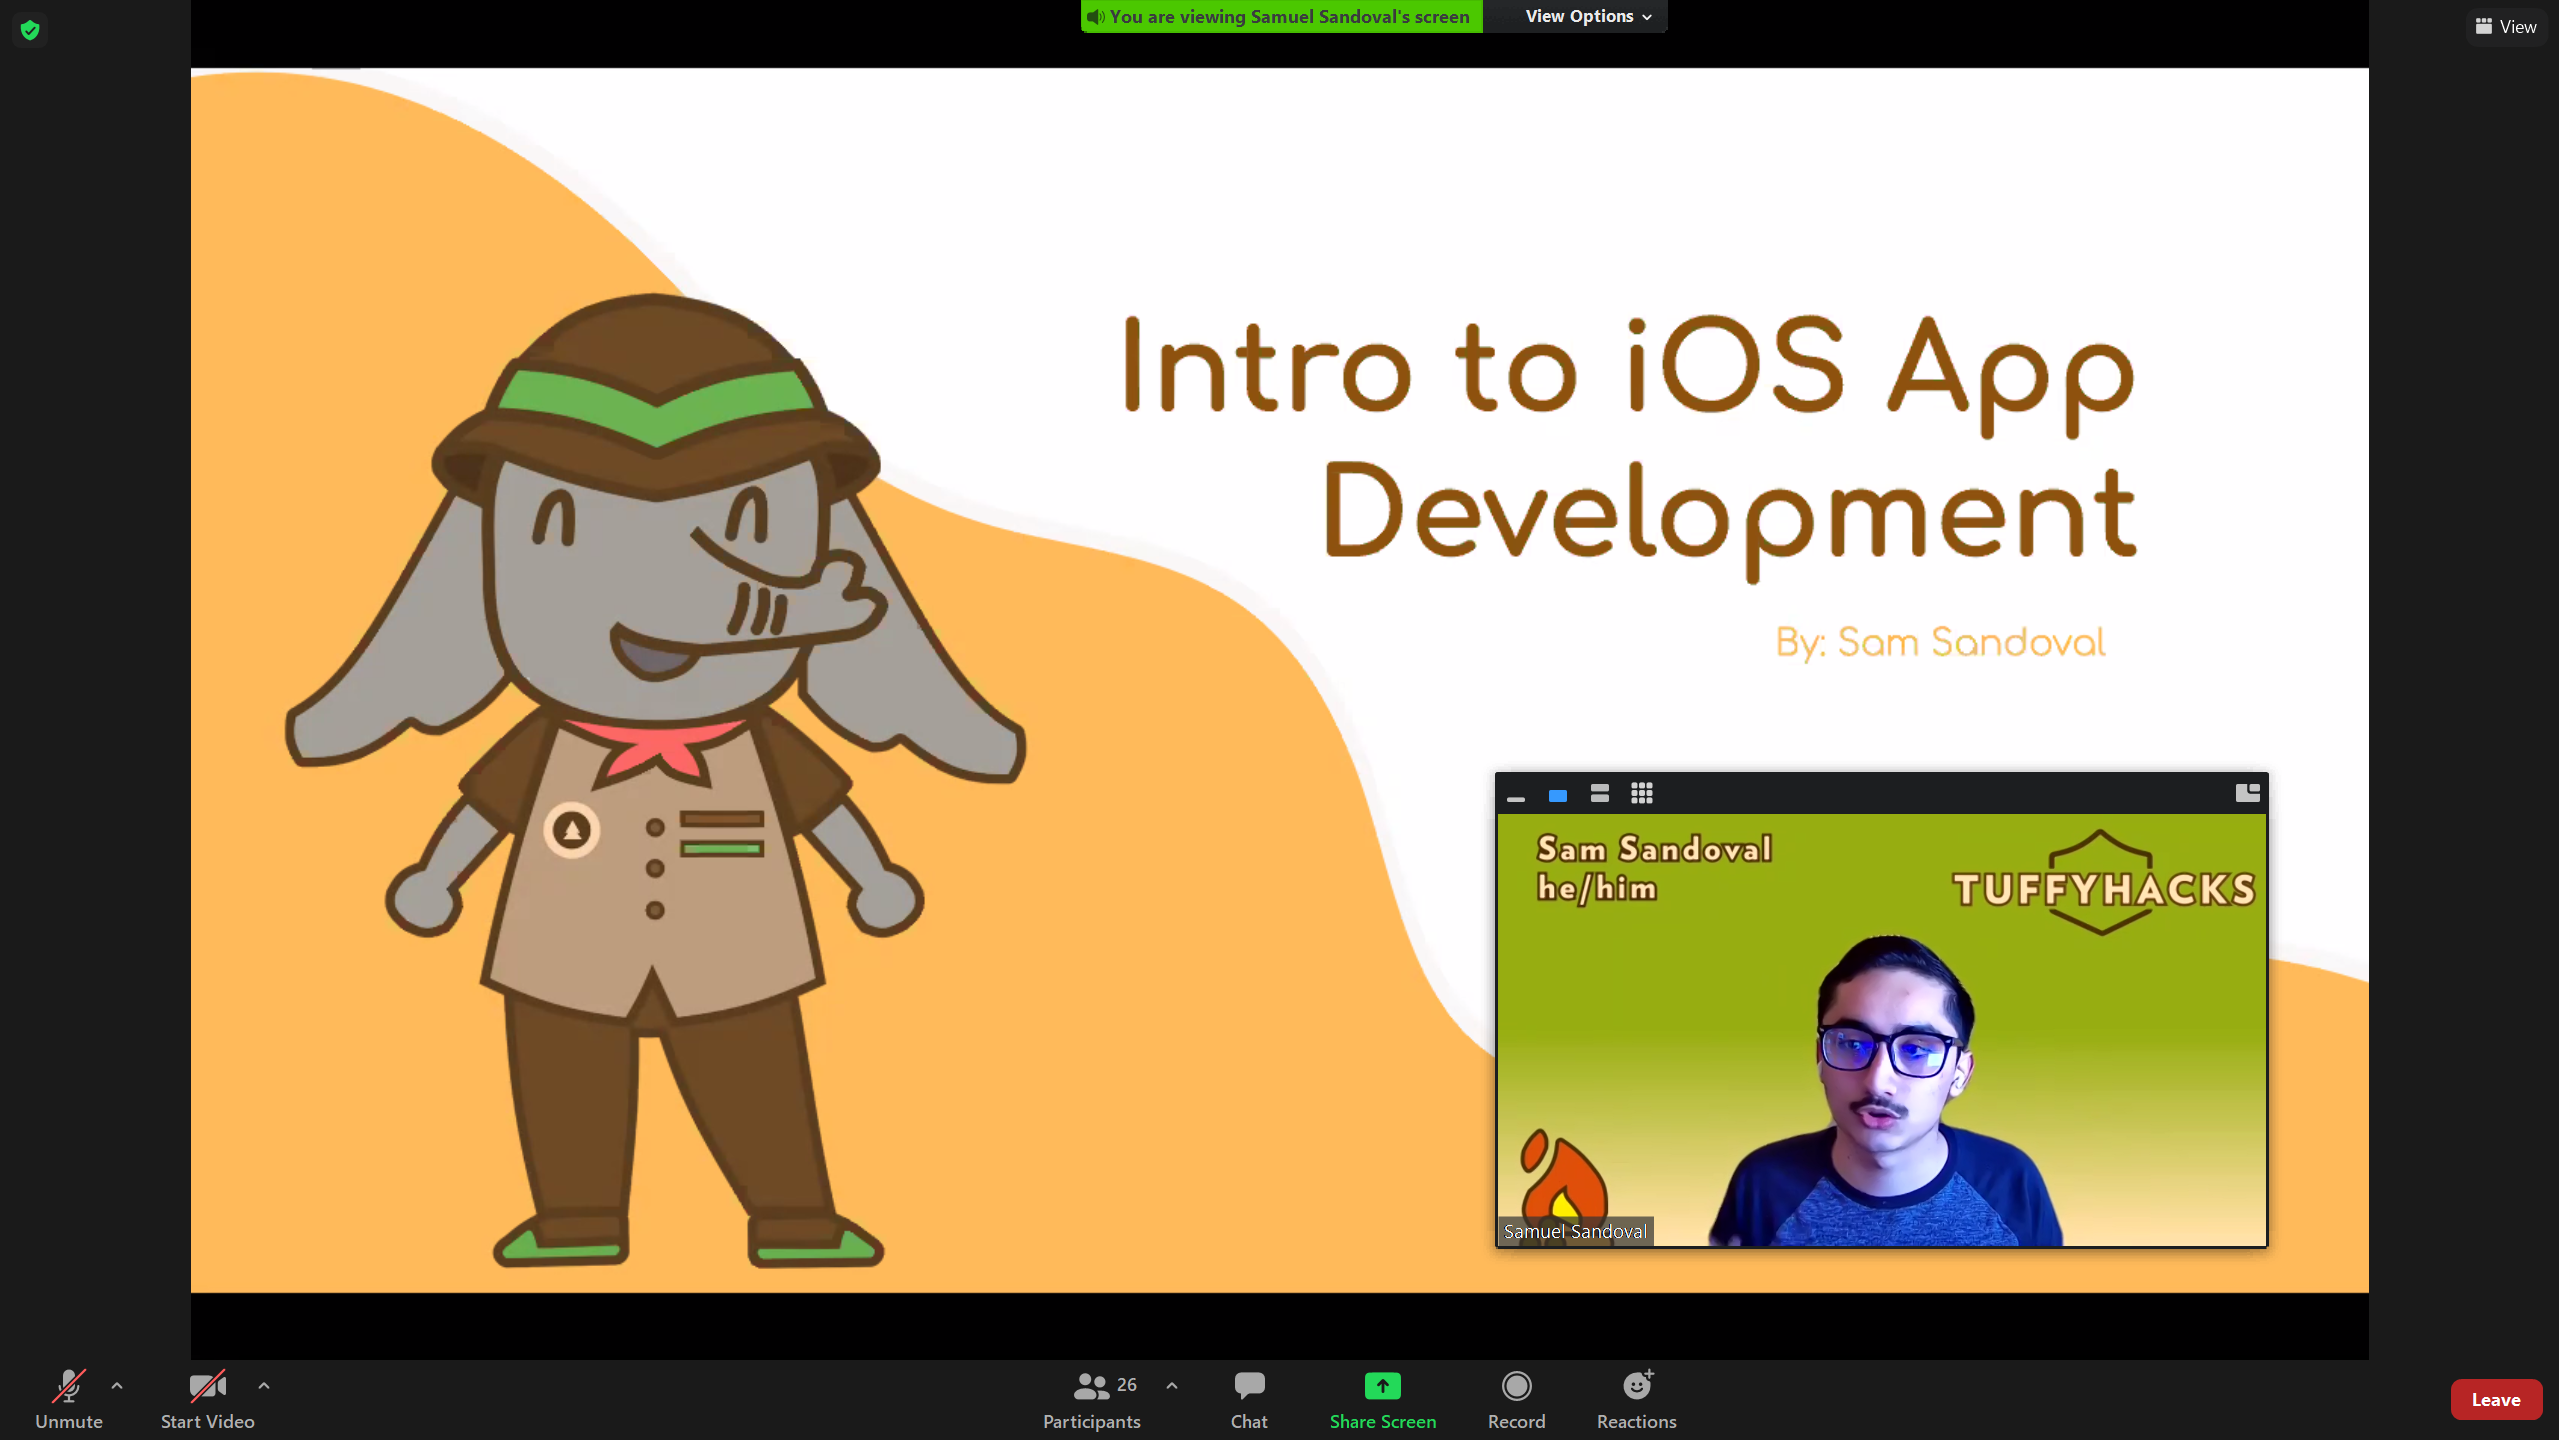 You are viewing Samuel Sandoval's screen
View Options
View
Intro to iOS App
Development
By: Sam Sandoval
Sam Sandoval
he/him
TUFFYHACKS
Samuel Sandoval
Unmute
Start Video
26
Participants
Chat
Share Screen
Record
Reactions
Leave